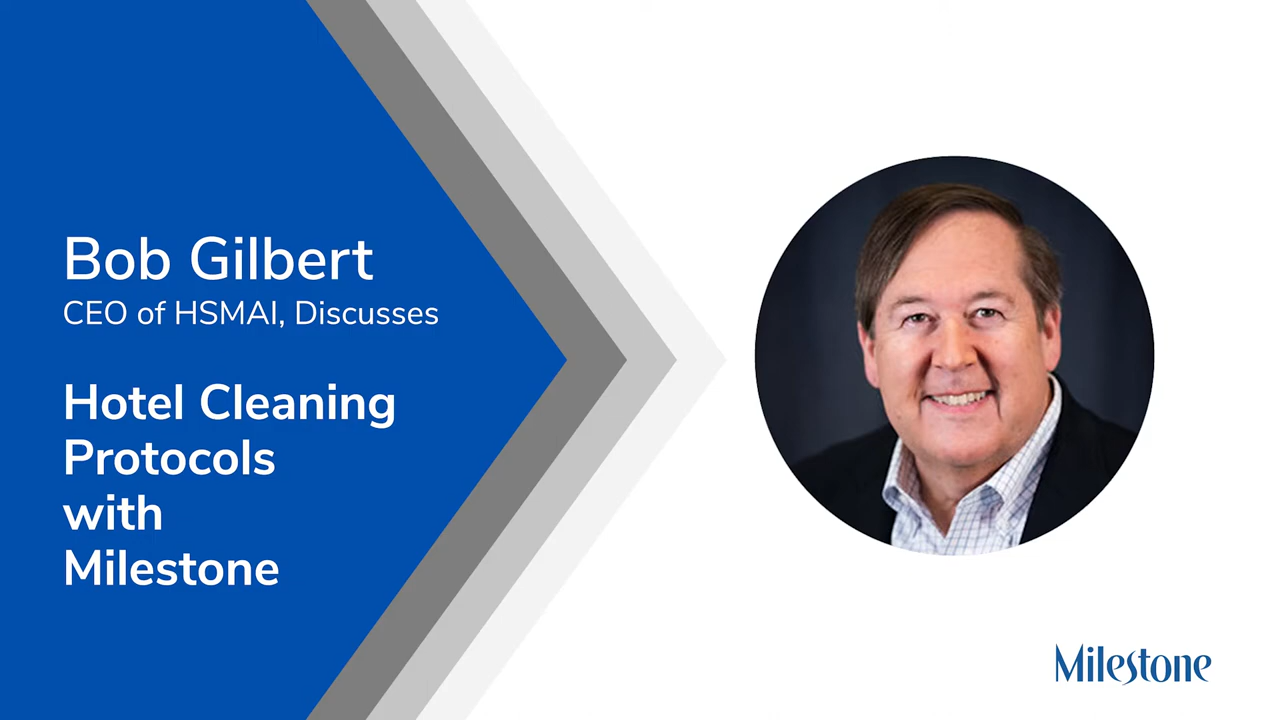 Bob Gilbert
CEO of HSMAI, Discusses
Hotel Cleaning
Protocols
with
Milestone
Milestone